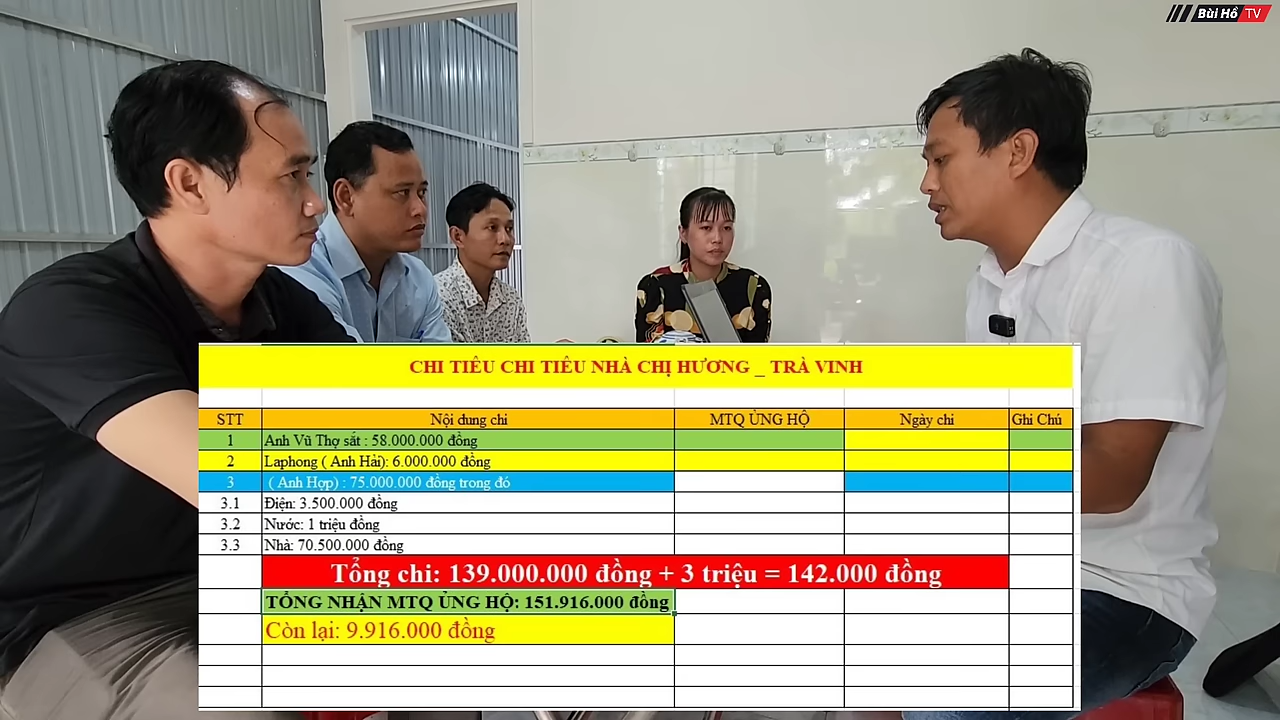 Bùi Hồ TV
CHI TIÊU CHI TIÊU NHÀ CHỊ HƯƠNG _ TRÀ VINH
STT Nội dung chi MTQ ỦNG HỘ Ngày chi Ghi Chú
1 Anh Vũ Thợ sắt : 58.000.000 đồng
2 Laphong ( Anh Hải): 6.000.000 đồng
3 ( Anh Hợp) : 75.000.000 đồng trong đó
3.1 Điện: 3.500.000 đồng
3.2 Nước: 1 triệu đồng
3.3 Nhà: 70.500.000 đồng
Tổng chi: 139.000.000 đồng + 3 triệu = 142.000 đồng
TỔNG NHẬN MTQ ỦNG HỘ: 151.916.000 đồng
Còn lại: 9.916.000 đồng